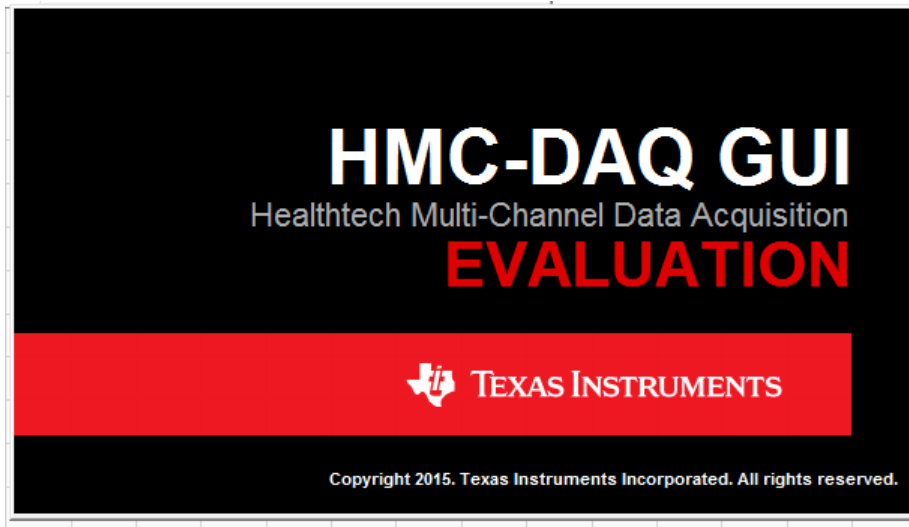 HMC-DAQ GUI
Healthtech Multi-Channel Data Acquisition
EVALUATION
TEXAS INSTRUMENTS
Copyright 2015. Texas Instruments Incorporated. All rights reserved.